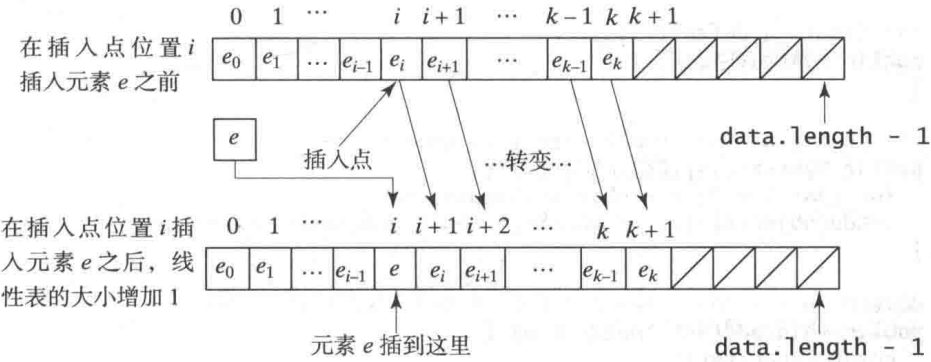 0 1 ... i i+1 ... k-1 k k+1
在插入点位置i
插入元素e之前
e₀ e₁ ... eᵢ₋₁ eᵢ eᵢ₊₁ ... eₖ₋₁ eₖ
data.length - 1
e
插入点
...转变...
在插入点位置i插
入元素e之后，线
性表的大小增加1
0 1 ... i i+1 i+2 ... k k+1
e₀ e₁ ... eᵢ₋₁ e eᵢ eᵢ₊₁ ... eₖ₋₁ eₖ
元素e插到这里
data.length - 1